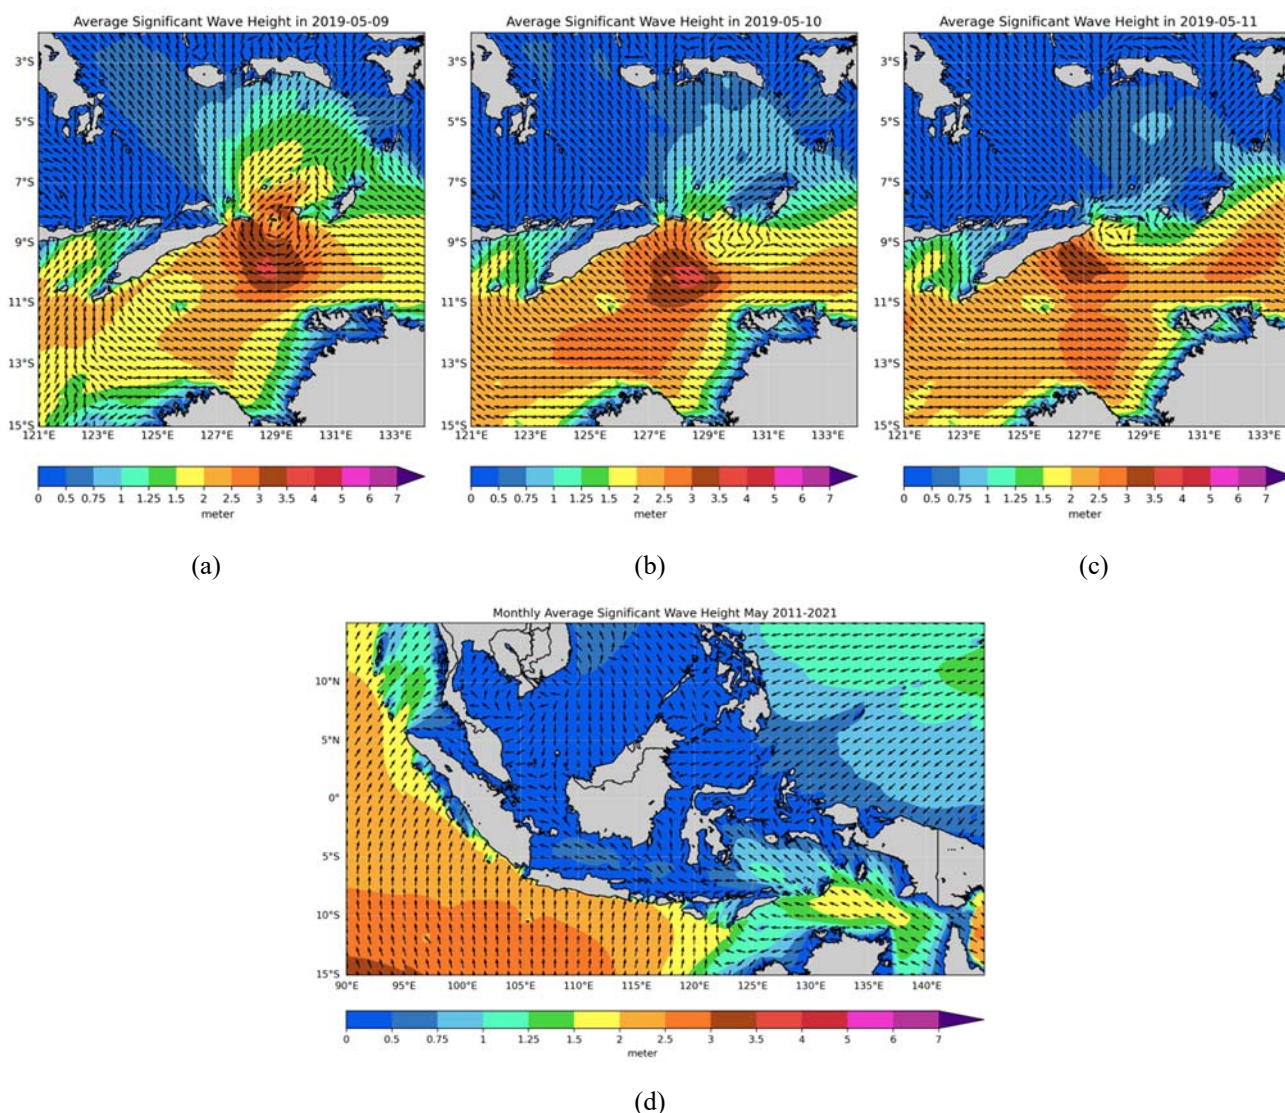 Average Significant Wave Height in 2019-05-09
3°S
5°S
7°S
9°S
11°S
13°S
15°S
121°E 123°E 125°E 127°E 129°E 131°E 133°E
0 0.5 0.75 1 1.25 1.5 2 2.5 3 3.5 4 5 6 7
meter
(a)
Average Significant Wave Height in 2019-05-10
3°S
5°S
7°S
9°S
11°S
13°S
15°S
121°E 123°E 125°E 127°E 129°E 131°E 133°E
0 0.5 0.75 1 1.25 1.5 2 2.5 3 3.5 4 5 6 7
meter
(b)
Average Significant Wave Height in 2019-05-11
3°S
5°S
7°S
9°S
11°S
13°S
15°S
121°E 123°E 125°E 127°E 129°E 131°E 133°E
0 0.5 0.75 1 1.25 1.5 2 2.5 3 3.5 4 5 6 7
meter
(c)
Monthly Average Significant Wave Height May 2011-2021
10°N
5°N
0°
5°S
10°S
15°S
90°E 95°E 100°E 105°E 110°E 115°E 120°E 125°E 130°E 135°E 140°E
0 0.5 0.75 1 1.25 1.5 2 2.5 3 3.5 4 5 6 7
meter
(d)